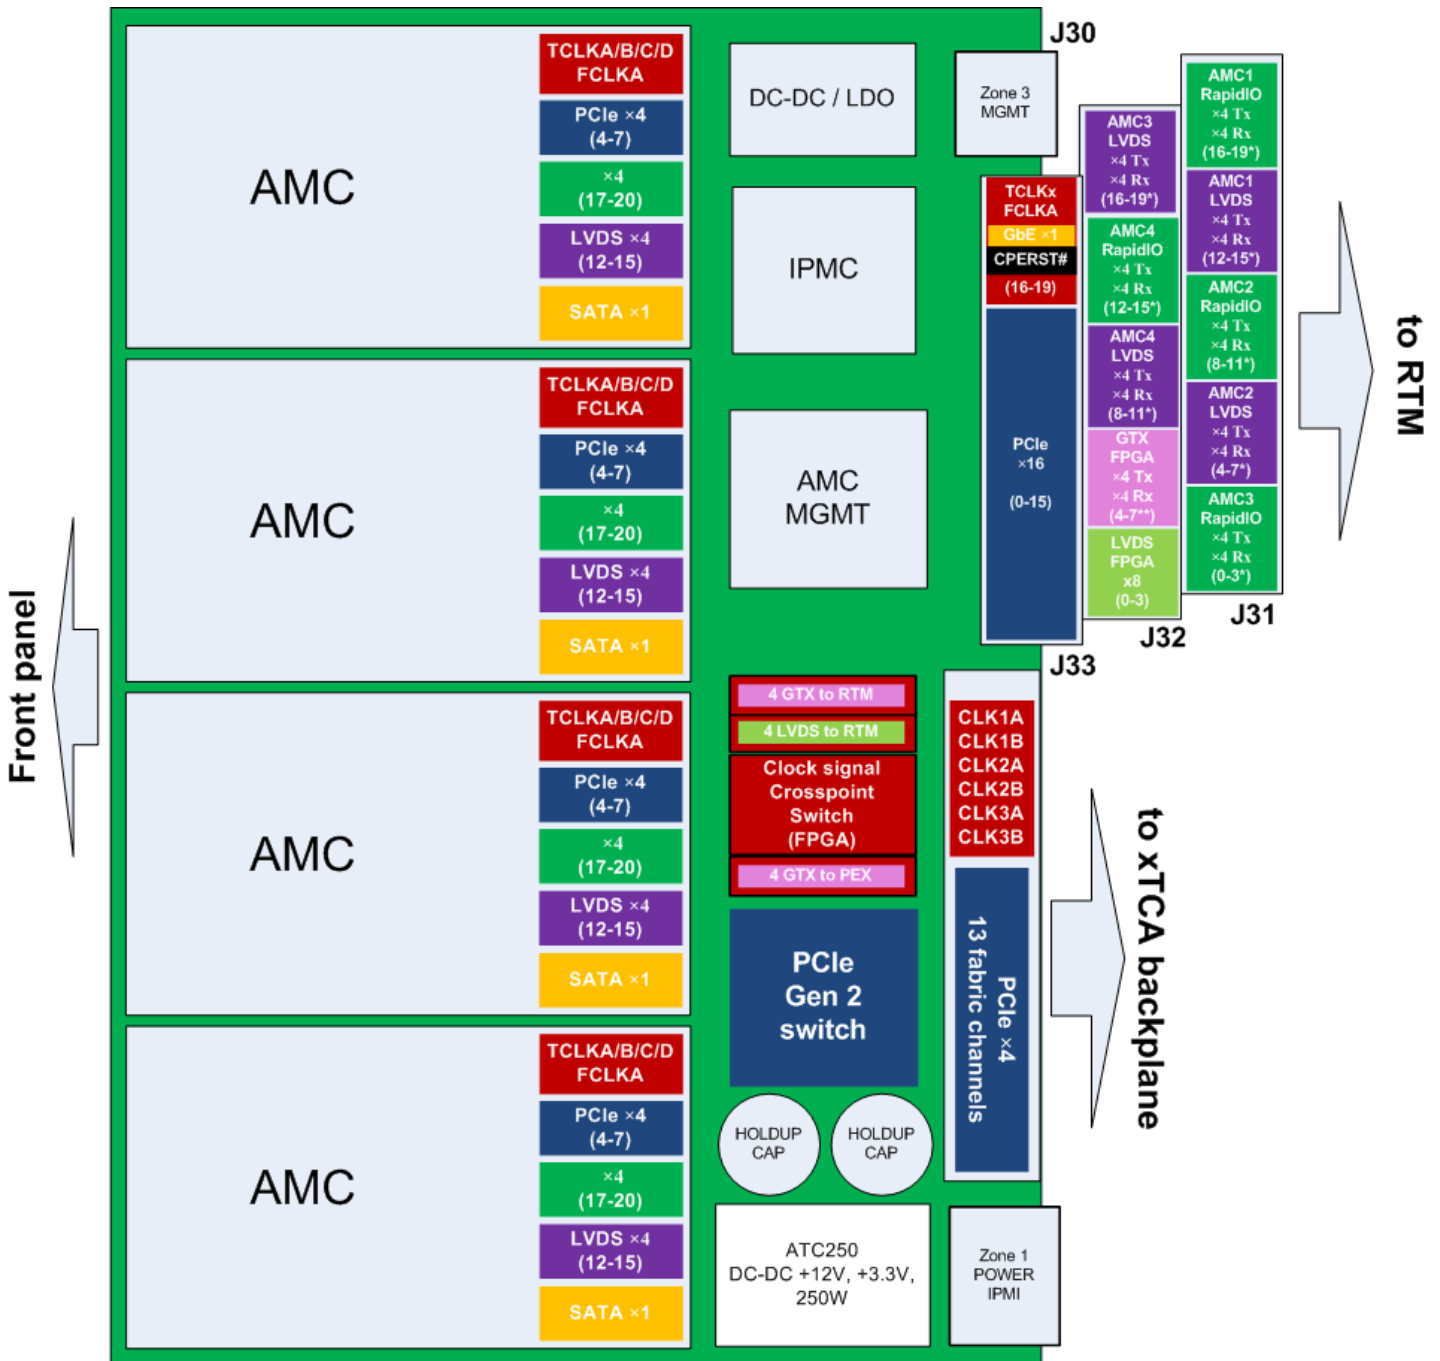 AMC
TCLKA/B/C/D
FCLKA
PCIe ×4
(4-7)
×4
(17-20)
LVDS ×4
(12-15)
SATA ×1
AMC
TCLKA/B/C/D
FCLKA
PCIe ×4
(4-7)
×4
(17-20)
LVDS ×4
(12-15)
SATA ×1
AMC
TCLKA/B/C/D
FCLKA
PCIe ×4
(4-7)
×4
(17-20)
LVDS ×4
(12-15)
SATA ×1
AMC
TCLKA/B/C/D
FCLKA
PCIe ×4
(4-7)
×4
(17-20)
LVDS ×4
(12-15)
SATA ×1
Front panel
DC-DC / LDO
IPMC
AMC
MGMT
4 GTX to RTM
4 LVDS to RTM
Clock signal
Crosspoint
Switch
(FPGA)
4 GTX to PEX
PCIe
Gen 2
switch
HOLDUP
CAP
HOLDUP
CAP
ATC250
DC-DC +12V, +3.3V,
250W
J30
Zone 3
MGMT
TCLKx
FCLKA
GbE ×1
CPERST#
(16-19)
PCIe
×16
(0-15)
J33
AMC3
LVDS
×4 Tx
×4 Rx
(16-19*)
AMC4
RapidIO
×4 Tx
×4 Rx
(12-15*)
AMC4
LVDS
×4 Tx
×4 Rx
(8-11*)
GTX
FPGA
×4 Tx
×4 Rx
(4-7**)
LVDS
FPGA
x8
(0-3)
J32
AMC1
RapidIO
×4 Tx
×4 Rx
(16-19*)
AMC1
LVDS
×4 Tx
×4 Rx
(12-15*)
AMC2
RapidIO
×4 Tx
×4 Rx
(8-11*)
AMC2
LVDS
×4 Tx
×4 Rx
(4-7*)
AMC3
RapidIO
×4 Tx
×4 Rx
(0-3*)
J31
to RTM
CLK1A
CLK1B
CLK2A
CLK2B
CLK3A
CLK3B
PCIe ×4
13 fabric channels
to xTCA backplane
Zone 1
POWER
IPMI